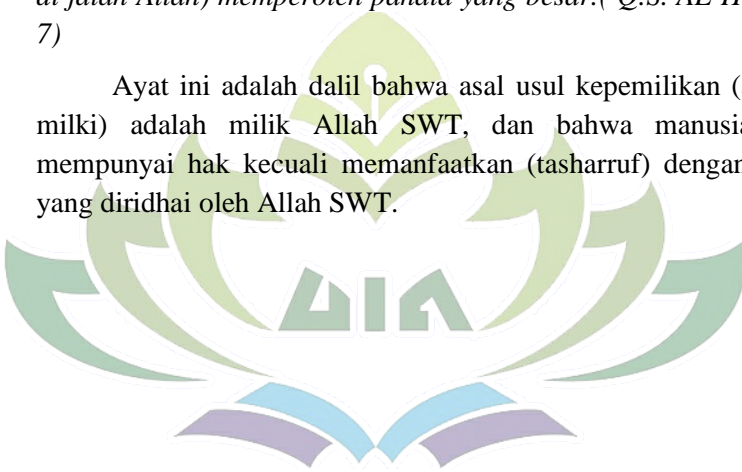 di jalan Allah) memperoleh pahala yang besar.( Q.S. AL
7)
Ayat ini adalah dalil bahwa asal usul kepemilikan (
milki) adalah milik Allah SWT, dan bahwa manusia
mempunyai hak kecuali memanfaatkan (tasharruf) dengan
yang diridhai oleh Allah SWT.
UIN